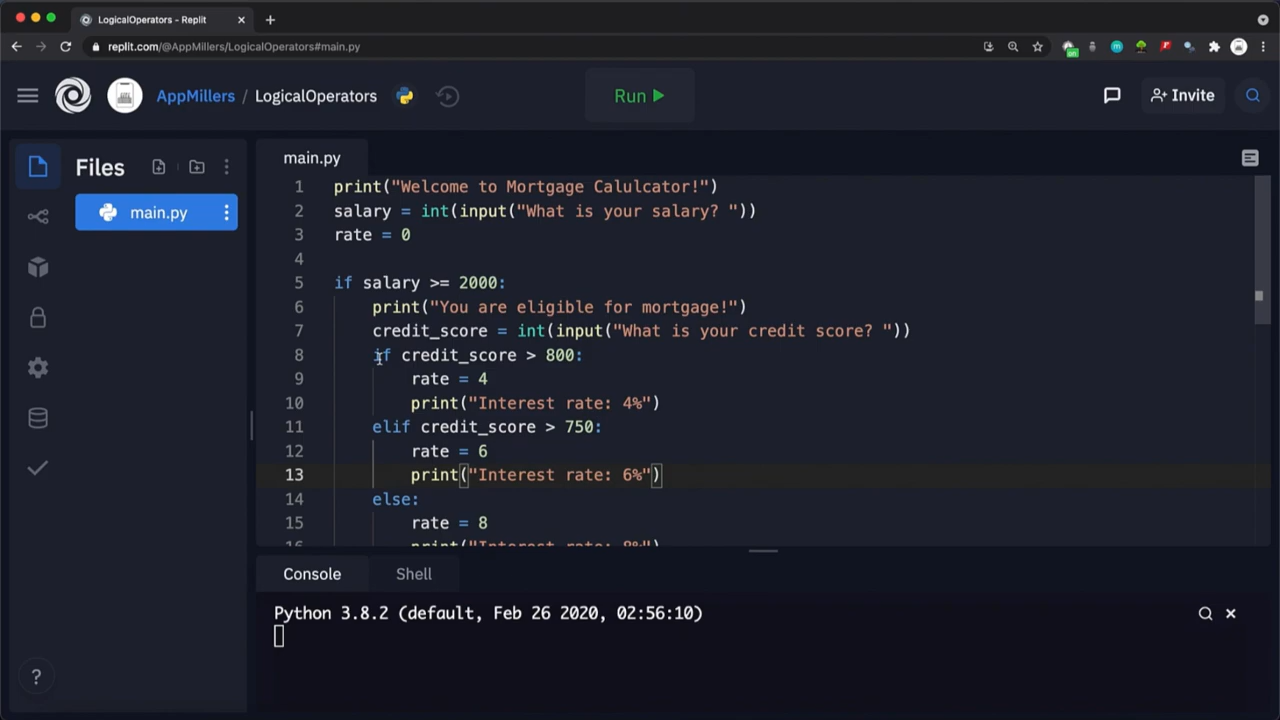 LogicalOperators - Replit
replit.com/@AppMillers/LogicalOperators#main.py
AppMillers / LogicalOperators
Run
Invite
Files
main.py
main.py
1 print("Welcome to Mortgage Calulcator!")
2 salary = int(input("What is your salary? "))
3 rate = 0
4
5 if salary >= 2000:
6 print("You are eligible for mortgage!")
7 credit_score = int(input("What is your credit score? "))
8 if credit_score > 800:
9 rate = 4
10 print("Interest rate: 4%")
11 elif credit_score > 750:
12 rate = 6
13 print("Interest rate: 6%")
14 else:
15 rate = 8
16 print("Interest rate: 8%")
Console Shell
Python 3.8.2 (default, Feb 26 2020, 02:56:10)
?